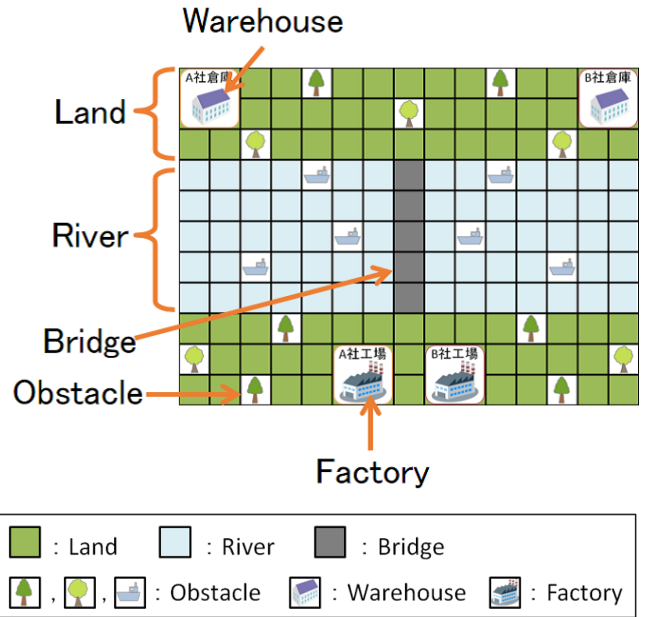 Warehouse
A社倉庫
B社倉庫
Land
River
Bridge
A社工場
B社工場
Obstacle
Factory
: Land
: River
: Bridge
, , : Obstacle
: Warehouse
: Factory